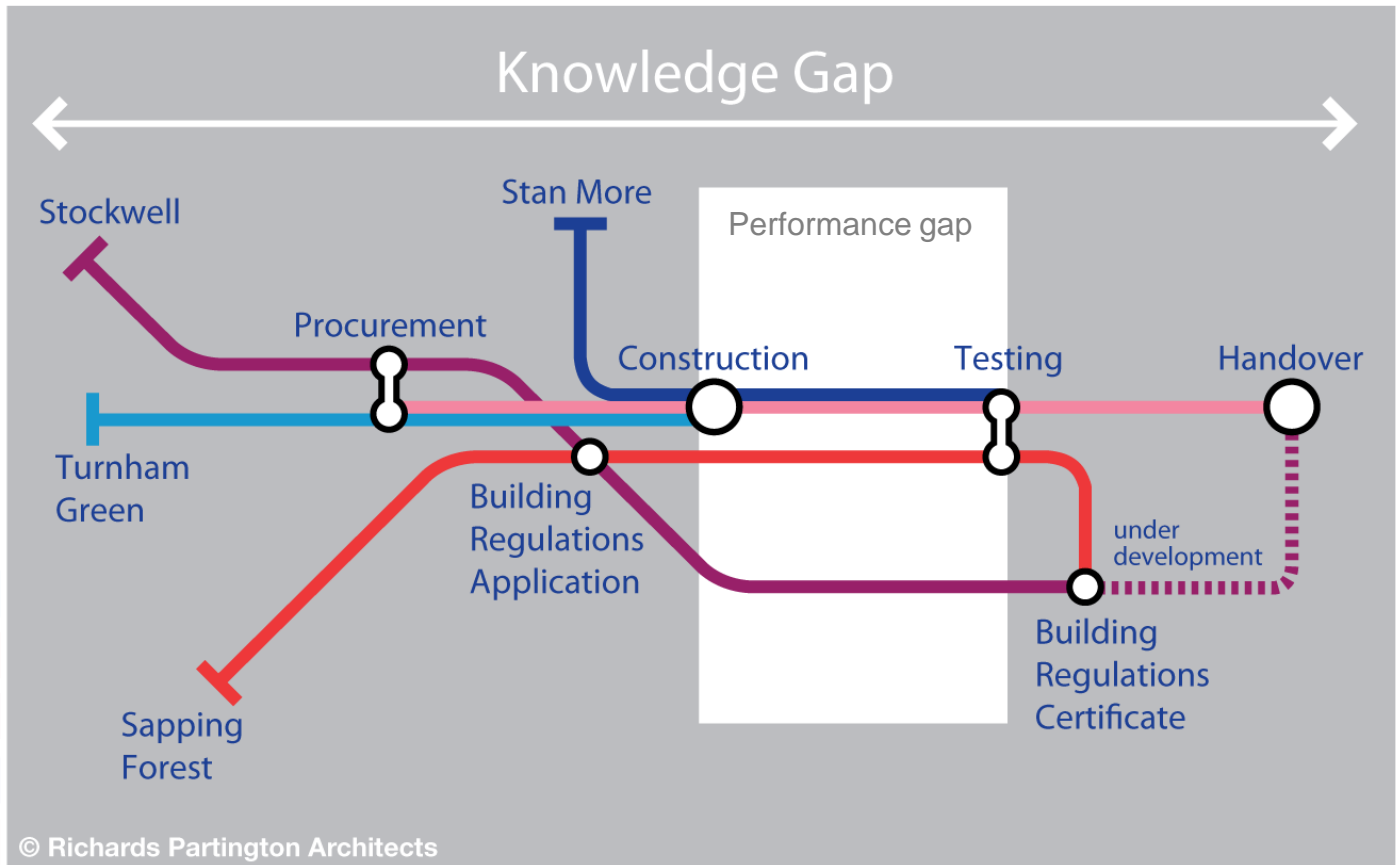 Knowledge Gap
Stan More
Stockwell
Performance gap
Procurement
Construction
Testing
Handover
Turnham
Green
Building
Regulations
Application
under
development
Building
Regulations
Certificate
Sapping
Forest
© Richards Partington Architects